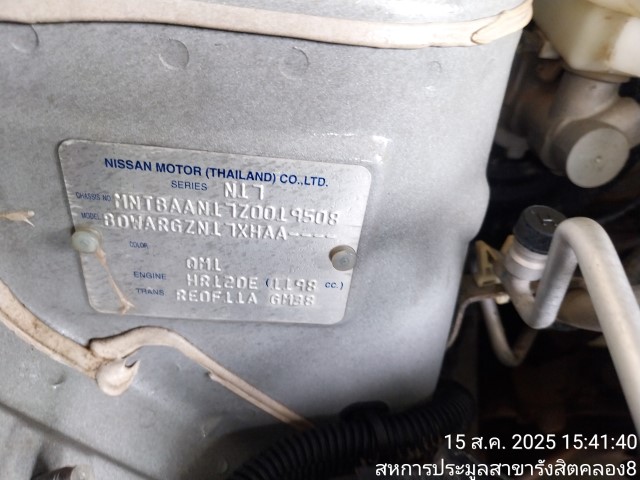 NISSAN MOTOR (THAILAND) CO.,LTD.
SERIES N17
CHASSIS NO. MNTBAAN17Z0019508
MODEL BDWARGZN17XHAA----
COLOR
QM1
ENGINE HR12DE (1198 cc.)
TRANS RE0F11A GM38
15 ส.ค. 2025 15:41:40
สหการประมูลสาขารังสิตคลอง8